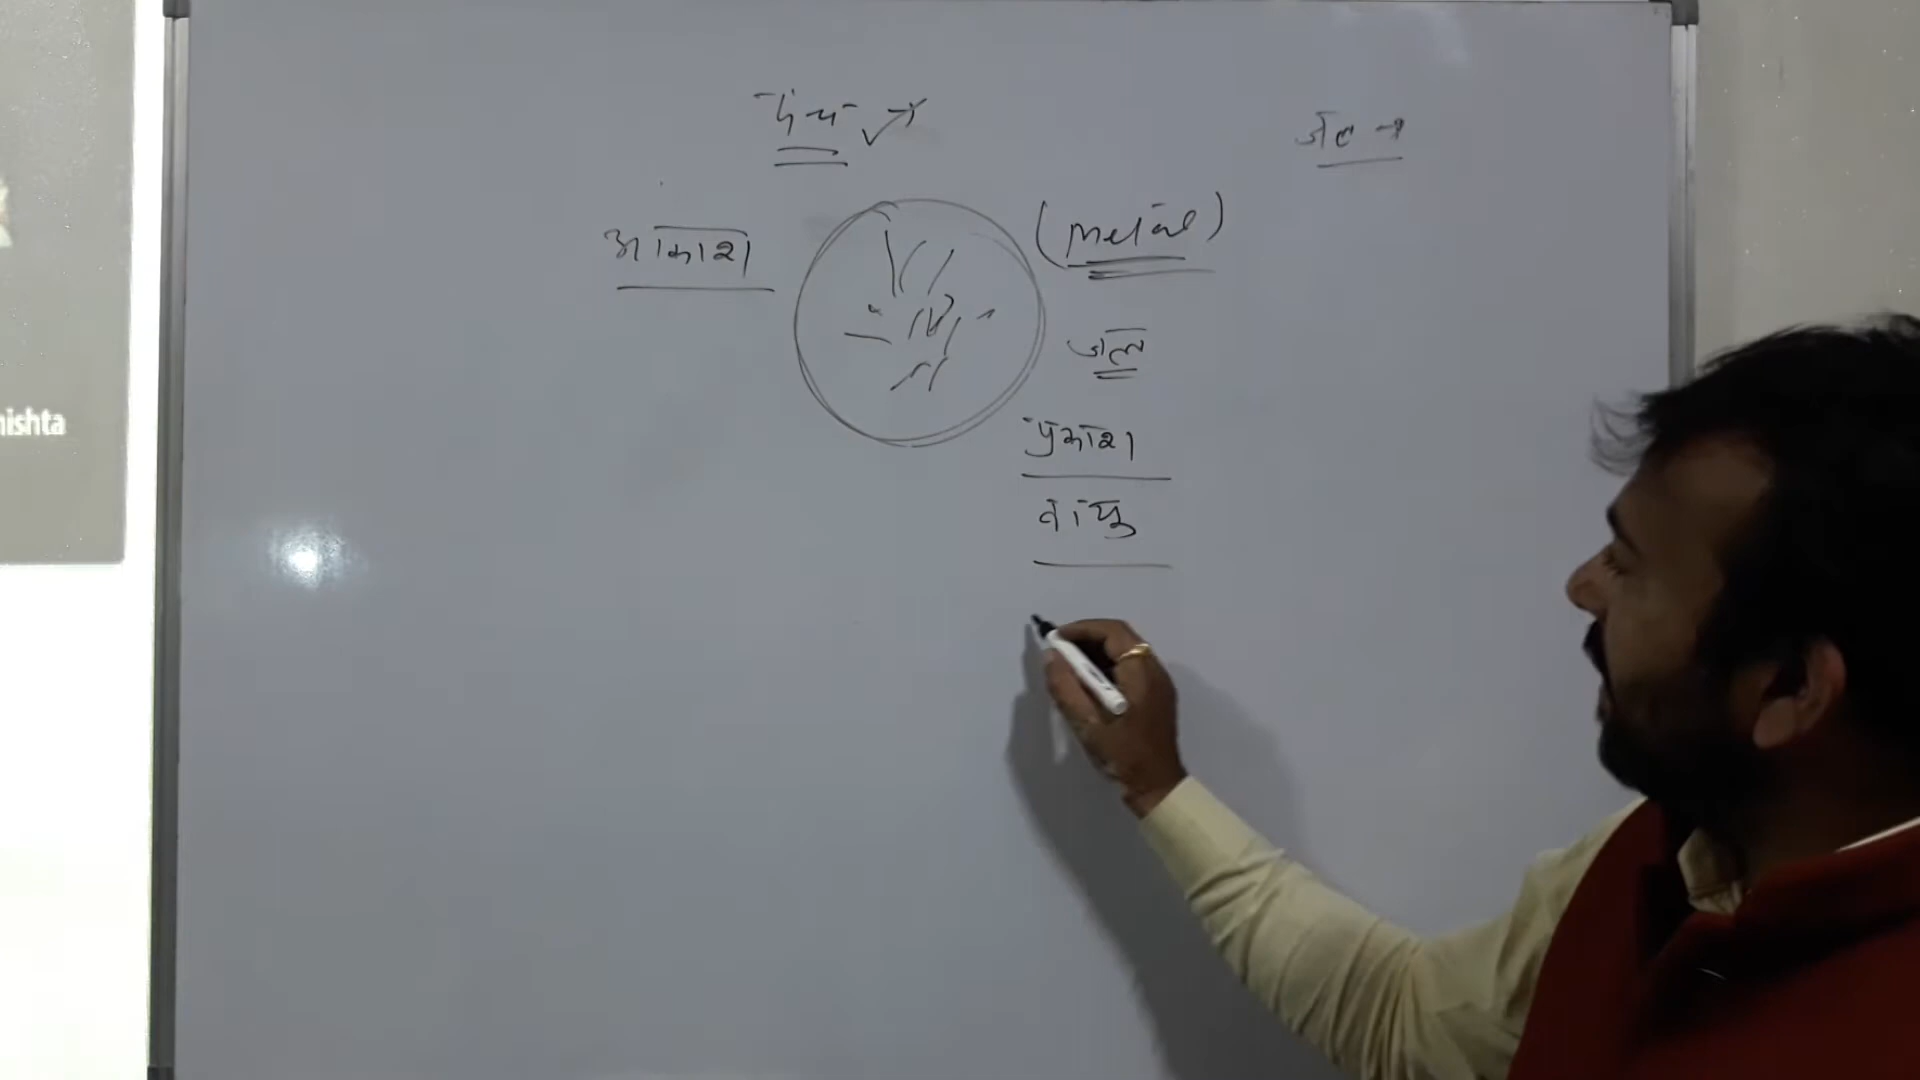 जल →
आकाश
(Metal)
जल
प्रकाश
वायु
nishta